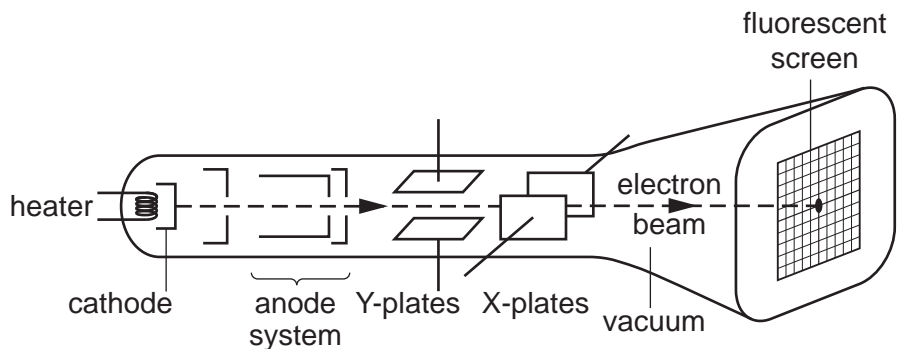 fluorescent
screen
heater
electron
beam
cathode
anode
system
Y-plates
X-plates
vacuum